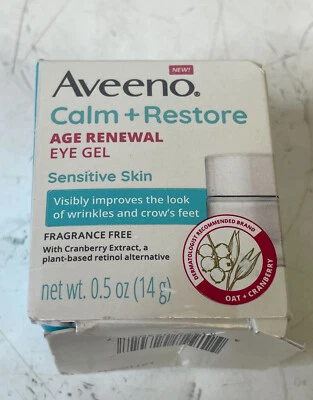 NEW!
Aveeno.
Calm + Restore
AGE RENEWAL
EYE GEL
Sensitive Skin
Visibly improves the look
of wrinkles and crow's feet
FRAGRANCE FREE
With Cranberry Extract, a
plant-based retinol alternative
net wt. 0.5 oz (14 g)
DERMATOLOGIST RECOMMENDED BRAND
OAT + CRANBERRY